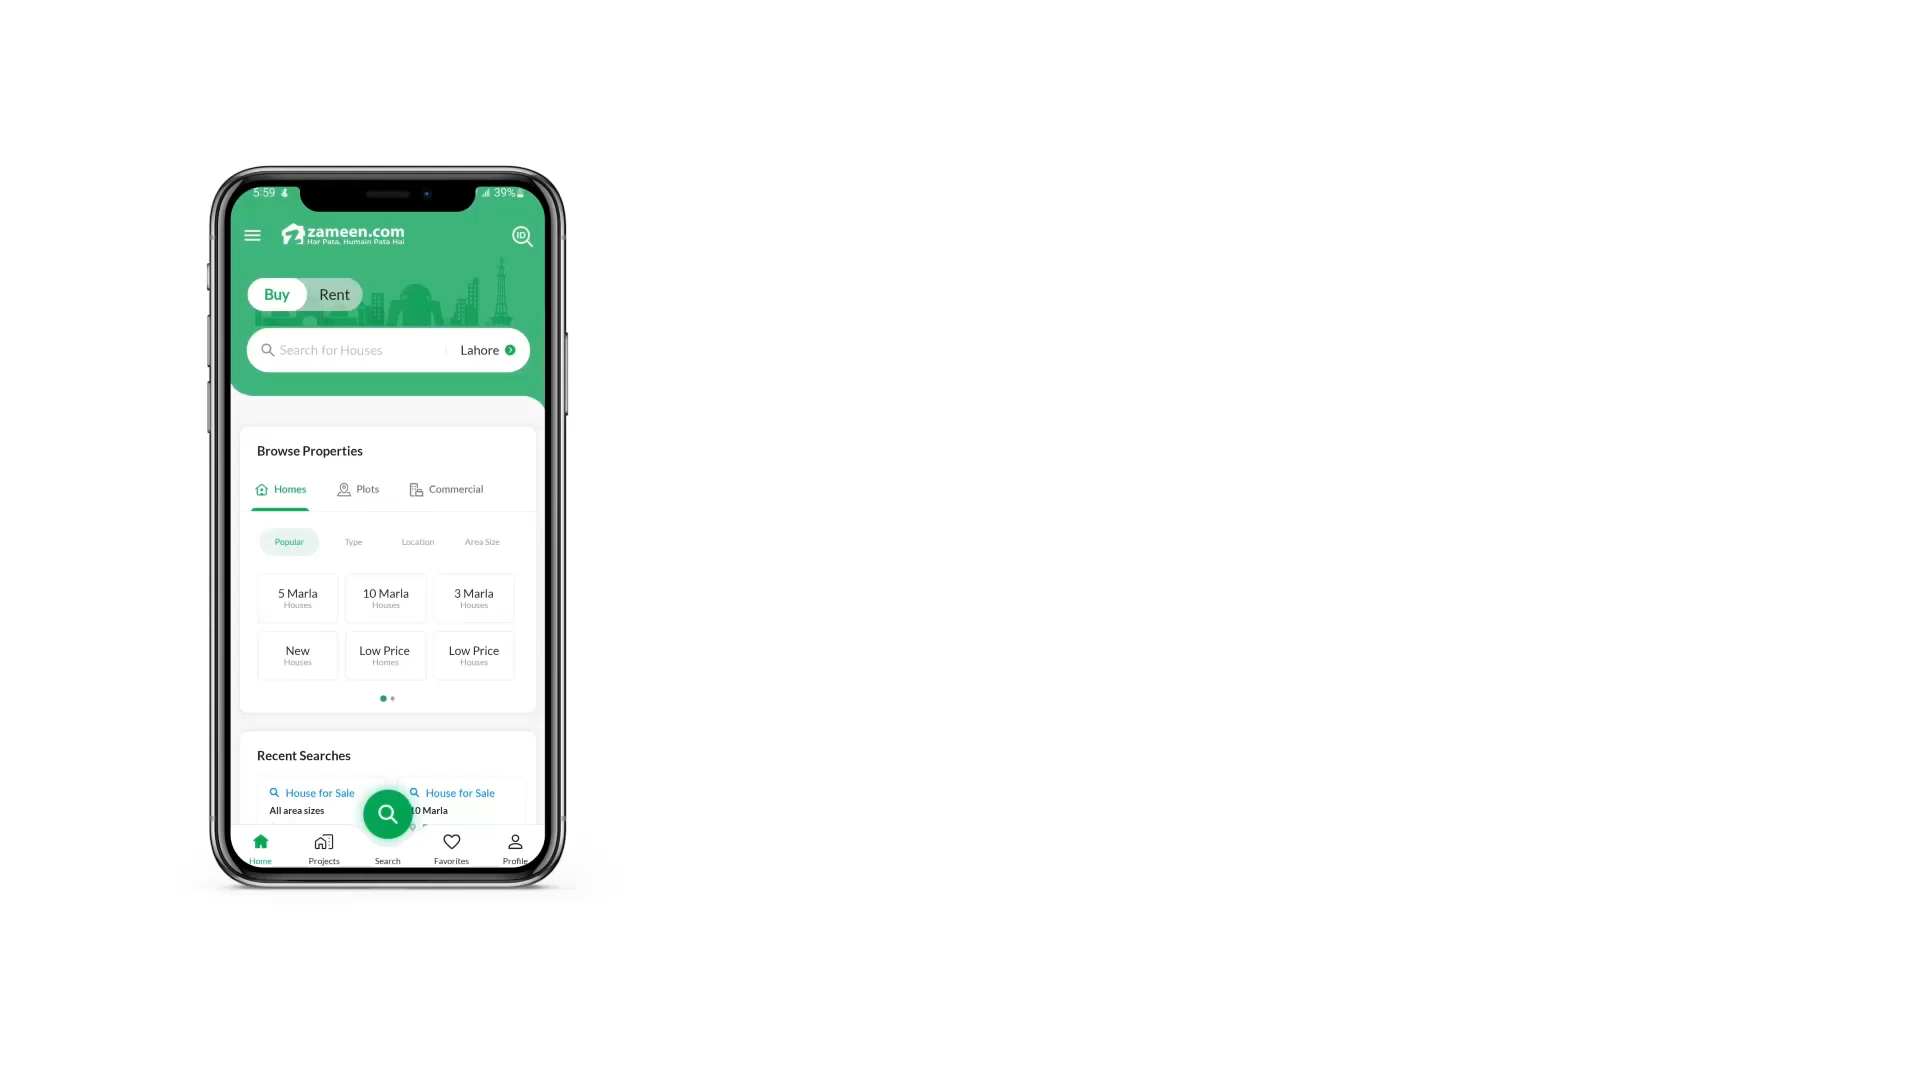 5:59 39%
zameen.com
Har Pata, Humain Pata Hai
ID
Buy Rent
Search for Houses Lahore
Browse Properties
Homes Plots Commercial
Popular Type Location Area Size
5 Marla 10 Marla 3 Marla
Houses Houses Houses
New Low Price Low Price
Houses Homes Houses
Recent Searches
House for Sale House for Sale
All area sizes 10 Marla
Home Projects Search Favorites Profile